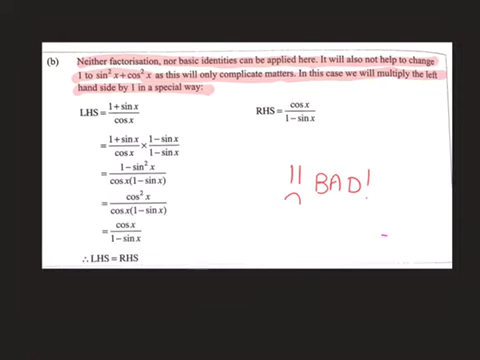 (b) Neither factorisation, nor basic identities can be applied here. It will also not help to change
1 to sin² x + cos² x as this will only complicate matters. In this case we will multiply the left
hand side by 1 in a special way:
LHS = (1 + sin x)/(cos x) RHS = (cos x)/(1 − sin x)
= (1 + sin x)/(cos x) × (1 − sin x)/(1 − sin x)
= (1 − sin² x)/(cos x(1 − sin x))
= (cos² x)/(cos x(1 − sin x))
= (cos x)/(1 − sin x)
∴ LHS = RHS
BAD!